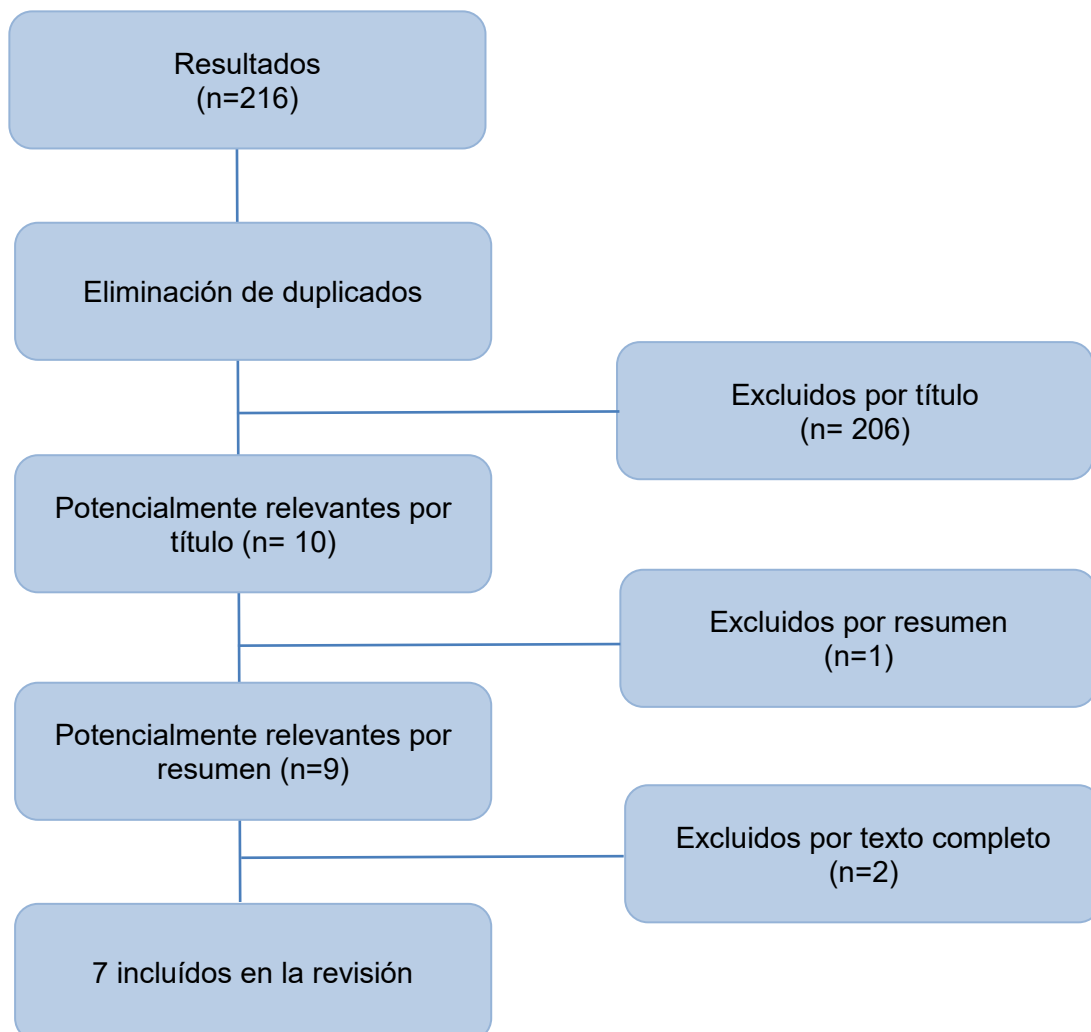 Resultados
(n=216)
Eliminación de duplicados
Excluidos por título
(n= 206)
Potencialmente relevantes por
título (n= 10)
Excluidos por resumen
(n=1)
Potencialmente relevantes por
resumen (n=9)
Excluidos por texto completo
(n=2)
7 incluídos en la revisión